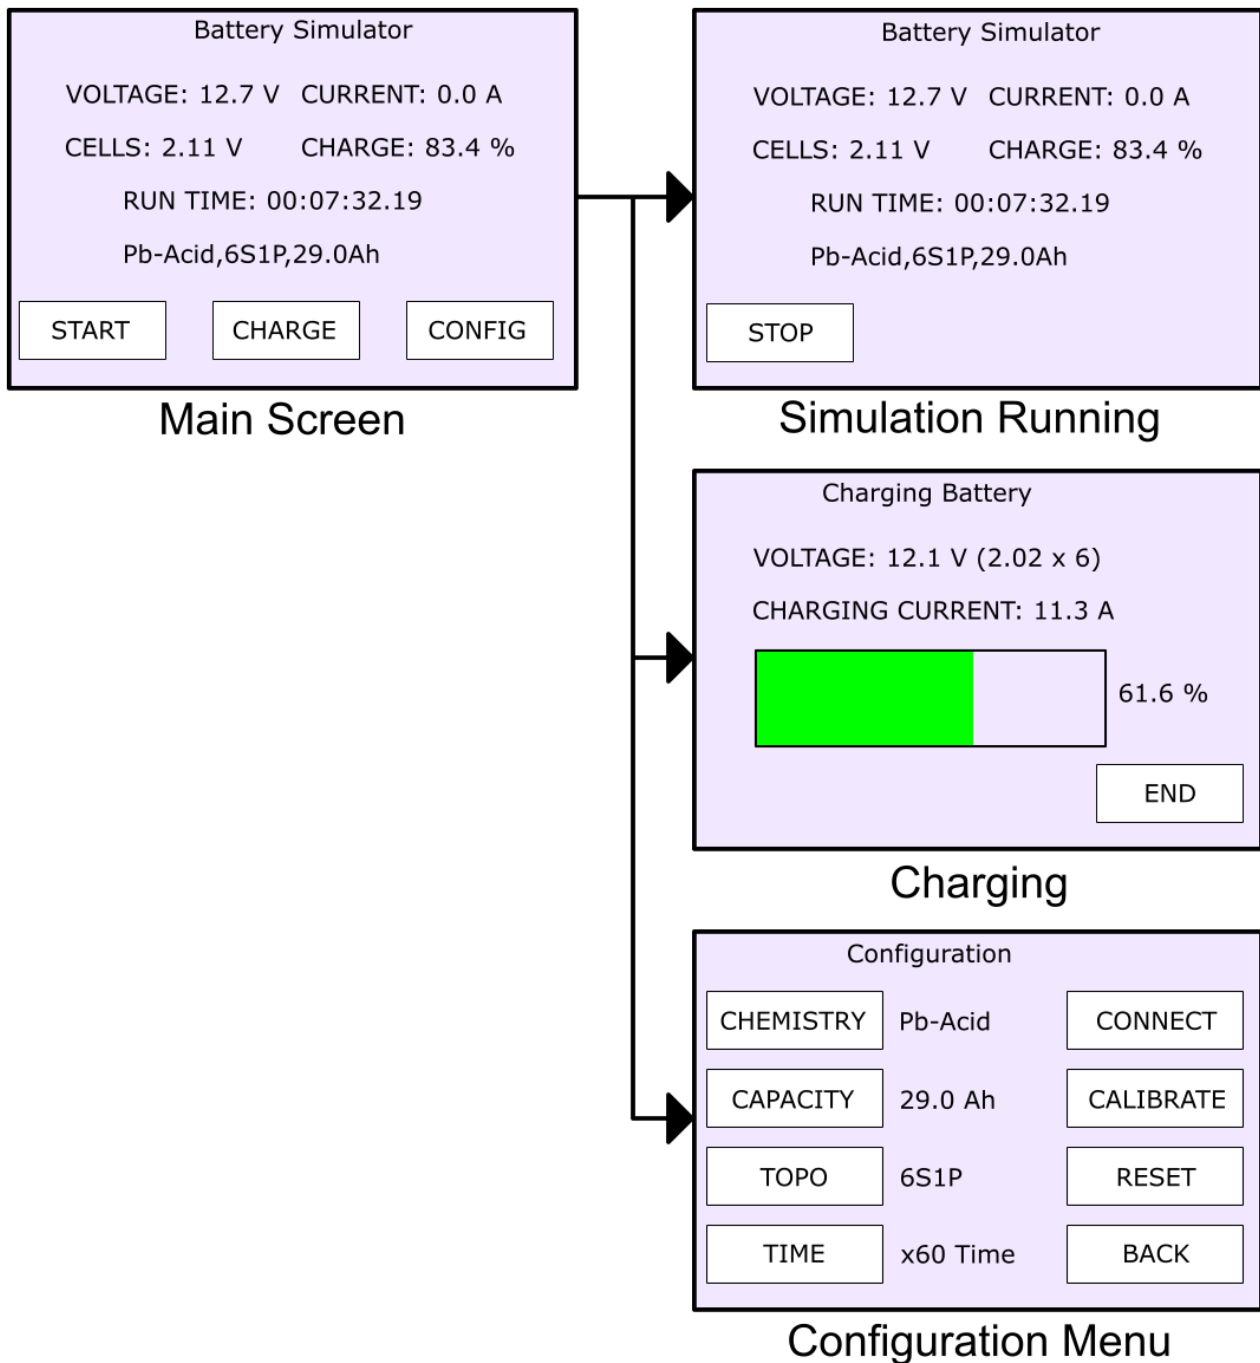 Battery Simulator
VOLTAGE: 12.7 V CURRENT: 0.0 A
CELLS: 2.11 V CHARGE: 83.4 %
RUN TIME: 00:07:32.19
Pb-Acid,6S1P,29.0Ah
START CHARGE CONFIG
Main Screen
Battery Simulator
VOLTAGE: 12.7 V CURRENT: 0.0 A
CELLS: 2.11 V CHARGE: 83.4 %
RUN TIME: 00:07:32.19
Pb-Acid,6S1P,29.0Ah
STOP
Simulation Running
Charging Battery
VOLTAGE: 12.1 V (2.02 x 6)
CHARGING CURRENT: 11.3 A
61.6 %
END
Charging
Configuration
CHEMISTRY Pb-Acid CONNECT
CAPACITY 29.0 Ah CALIBRATE
TOPO 6S1P RESET
TIME x60 Time BACK
Configuration Menu